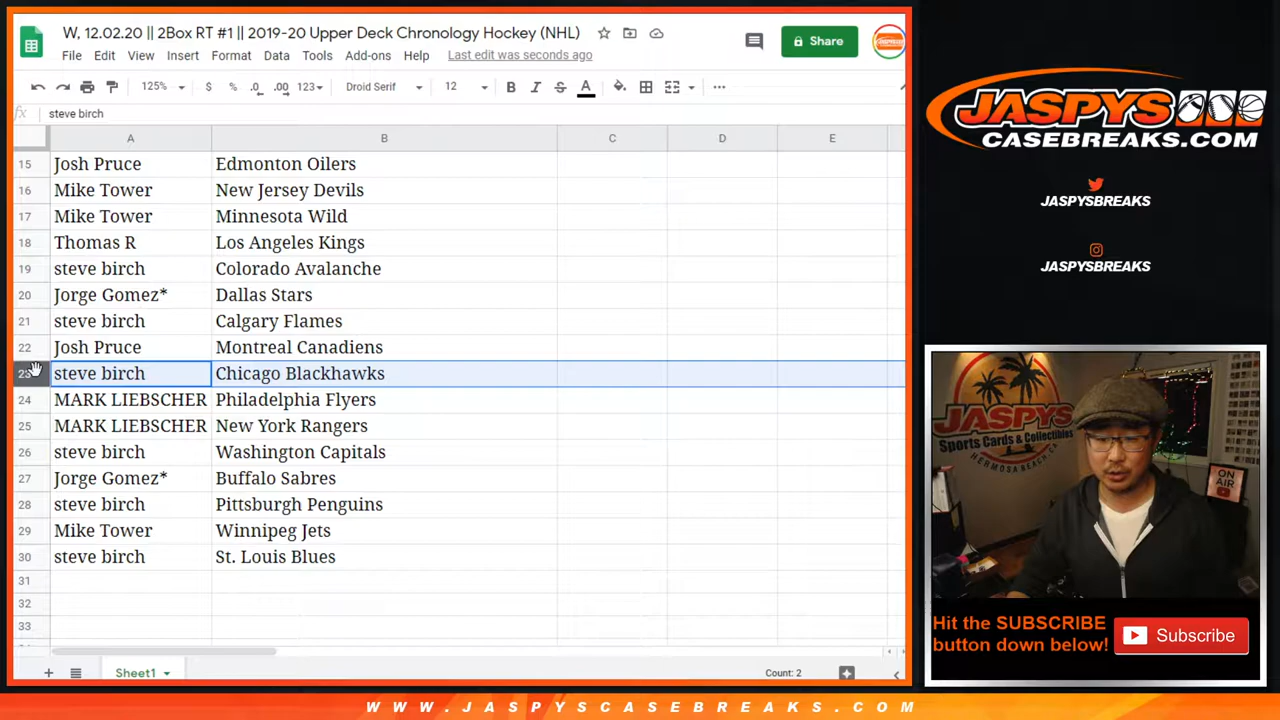 W, 12.02.20 || 2Box RT #1 || 2019-20 Upper Deck Chronology Hockey (NHL)
File Edit View Insert Format Data Tools Add-ons Help Last edit was seconds ago
Share
125% $ % .0 .00 123 Droid Serif 12 B I S A
fx steve birch
A B C D E
15 Josh Pruce Edmonton Oilers
16 Mike Tower New Jersey Devils
17 Mike Tower Minnesota Wild
18 Thomas R Los Angeles Kings
19 steve birch Colorado Avalanche
20 Jorge Gomez* Dallas Stars
21 steve birch Calgary Flames
22 Josh Pruce Montreal Canadiens
23 steve birch Chicago Blackhawks
24 MARK LIEBSCHER Philadelphia Flyers
25 MARK LIEBSCHER New York Rangers
26 steve birch Washington Capitals
27 Jorge Gomez* Buffalo Sabres
28 steve birch Pittsburgh Penguins
29 Mike Tower Winnipeg Jets
30 steve birch St. Louis Blues
31
32
33
Sheet1
Count: 2
JASPYS
CASEBREAKS.COM
JASPYSBREAKS
JASPYSBREAKS
JASPYS
Sports Cards & Collectibles
HERMOSA BEACH, CA
ON AIR
Hit the SUBSCRIBE
button down below!
Subscribe
WWW.JASPYSCASEBREAKS.COM